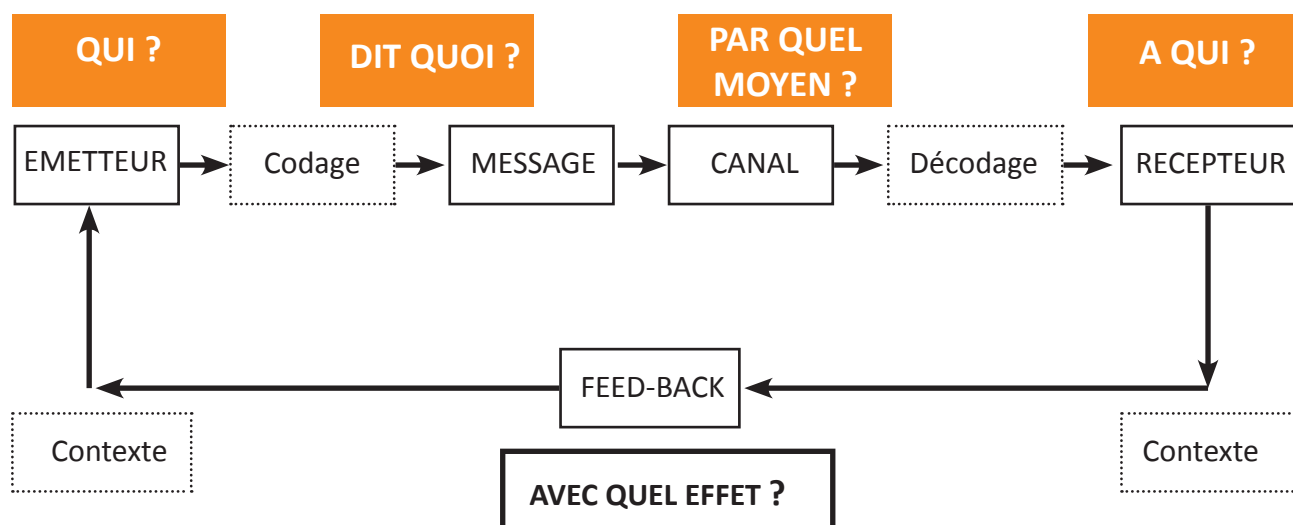 QUI ?
DIT QUOI ?
PAR QUEL
MOYEN ?
A QUI ?
EMETTEUR
Codage
MESSAGE
CANAL
Décodage
RECEPTEUR
FEED-BACK
Contexte
Contexte
AVEC QUEL EFFET ?